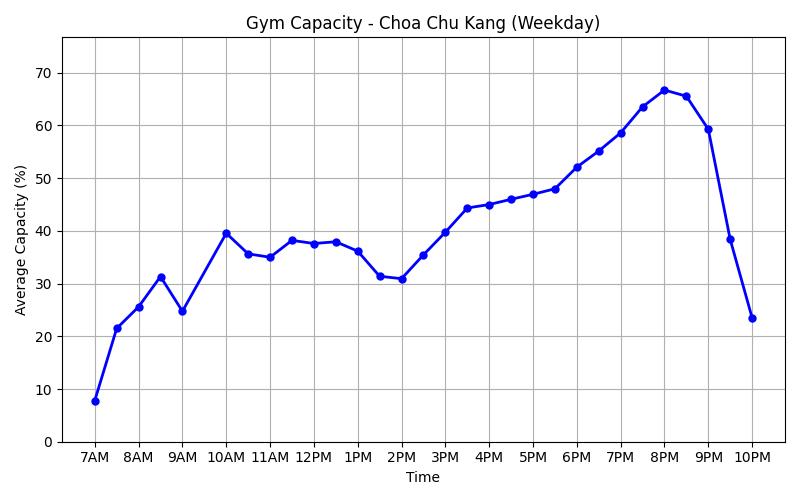 Gym Capacity - Choa Chu Kang (Weekday)
Average Capacity (%)
70
60
50
40
30
20
10
0
7AM 8AM 9AM 10AM 11AM 12PM 1PM 2PM 3PM 4PM 5PM 6PM 7PM 8PM 9PM 10PM
Time